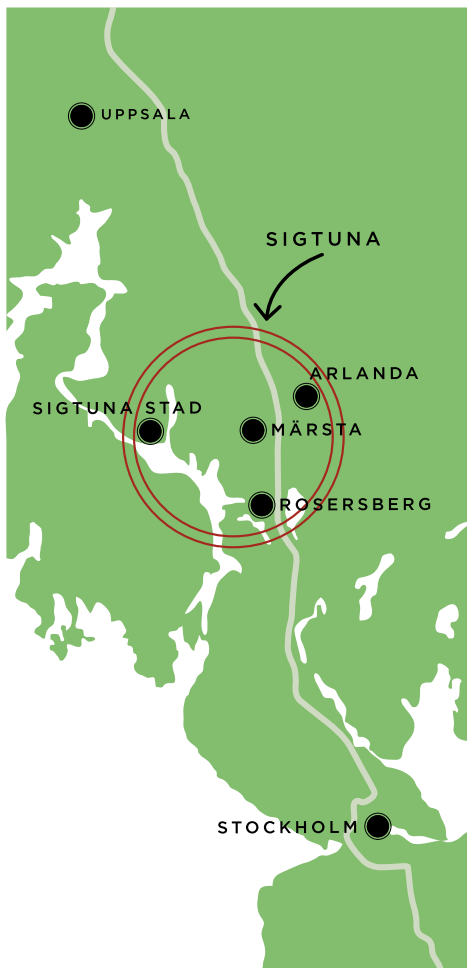 UPPSALA
SIGTUNA
ARLANDA
SIGTUNA STAD
MÄRSTA
ROSERSBERG
STOCKHOLM